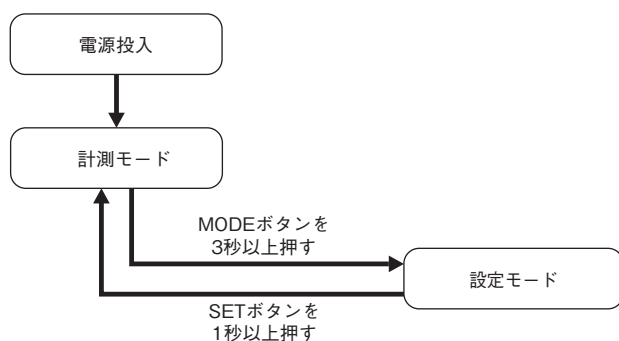 電源投入
計測モード
MODEボタンを
3秒以上押す
設定モード
SETボタンを
1秒以上押す